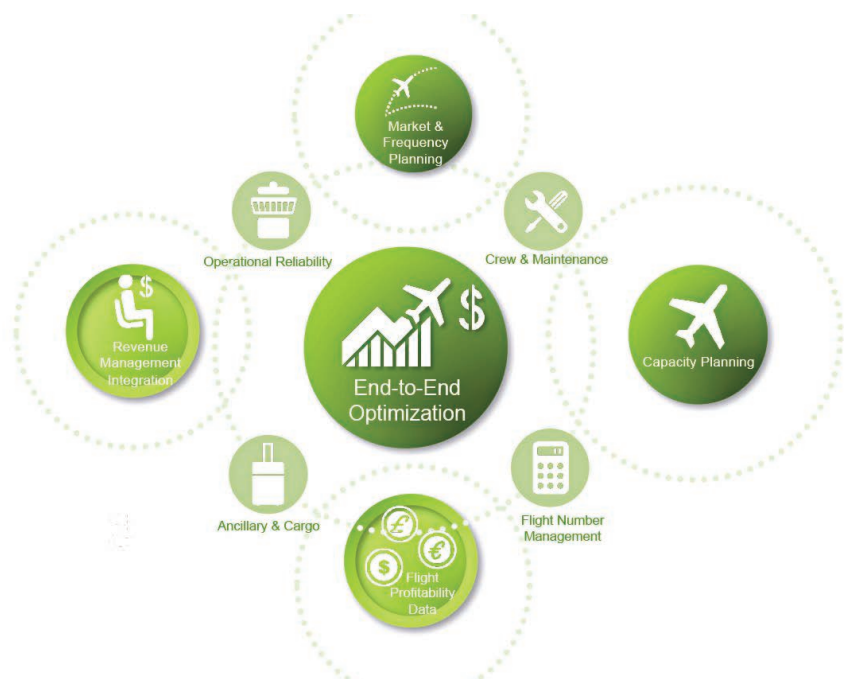 Market &
Frequency
Planning
Operational Reliability
Crew & Maintenance
$
Revenue
Management
Integration
$
End-to-End
Optimization
Capacity Planning
Ancillary & Cargo
Flight Number
Management
£
€
$
Flight
Profitability
Data